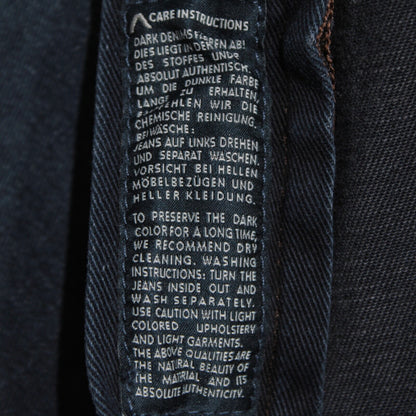 CARE INSTRUCTIONS
DARK DENIMS
DIES LIEGT IN DEREN AB!
DES STOFFES UND
ABSOLUT AUTHENTISCH.
UM DIE DUNKLE FARBE
LANGE ZU ERHALTEN,
WIR DIE
CHEMISCHE REINIGUNG.
BEI WÄSCHE:
JEANS AUF LINKS DREHEN
UND SEPARAT WASCHEN.
VORSICHT BEI HELLEN
MÖBELBEZÜGEN UND
HELLER KLEIDUNG.
TO PRESERVE THE DARK
COLOR FOR A LONG TIME,
WE RECOMMEND DRY
CLEANING. WASHING
INSTRUCTIONS: TURN THE
JEANS INSIDE OUT AND
WASH SEPARATELY.
USE CAUTION WITH LIGHT
COLORED UPHOLSTERY
AND LIGHT GARMENTS.
THE ABOVE QUALITIES ARE
THE NATURAL BEAUTY OF
THE MATERIAL AND ITS
ABSOLUTE AUTHENTICITY.